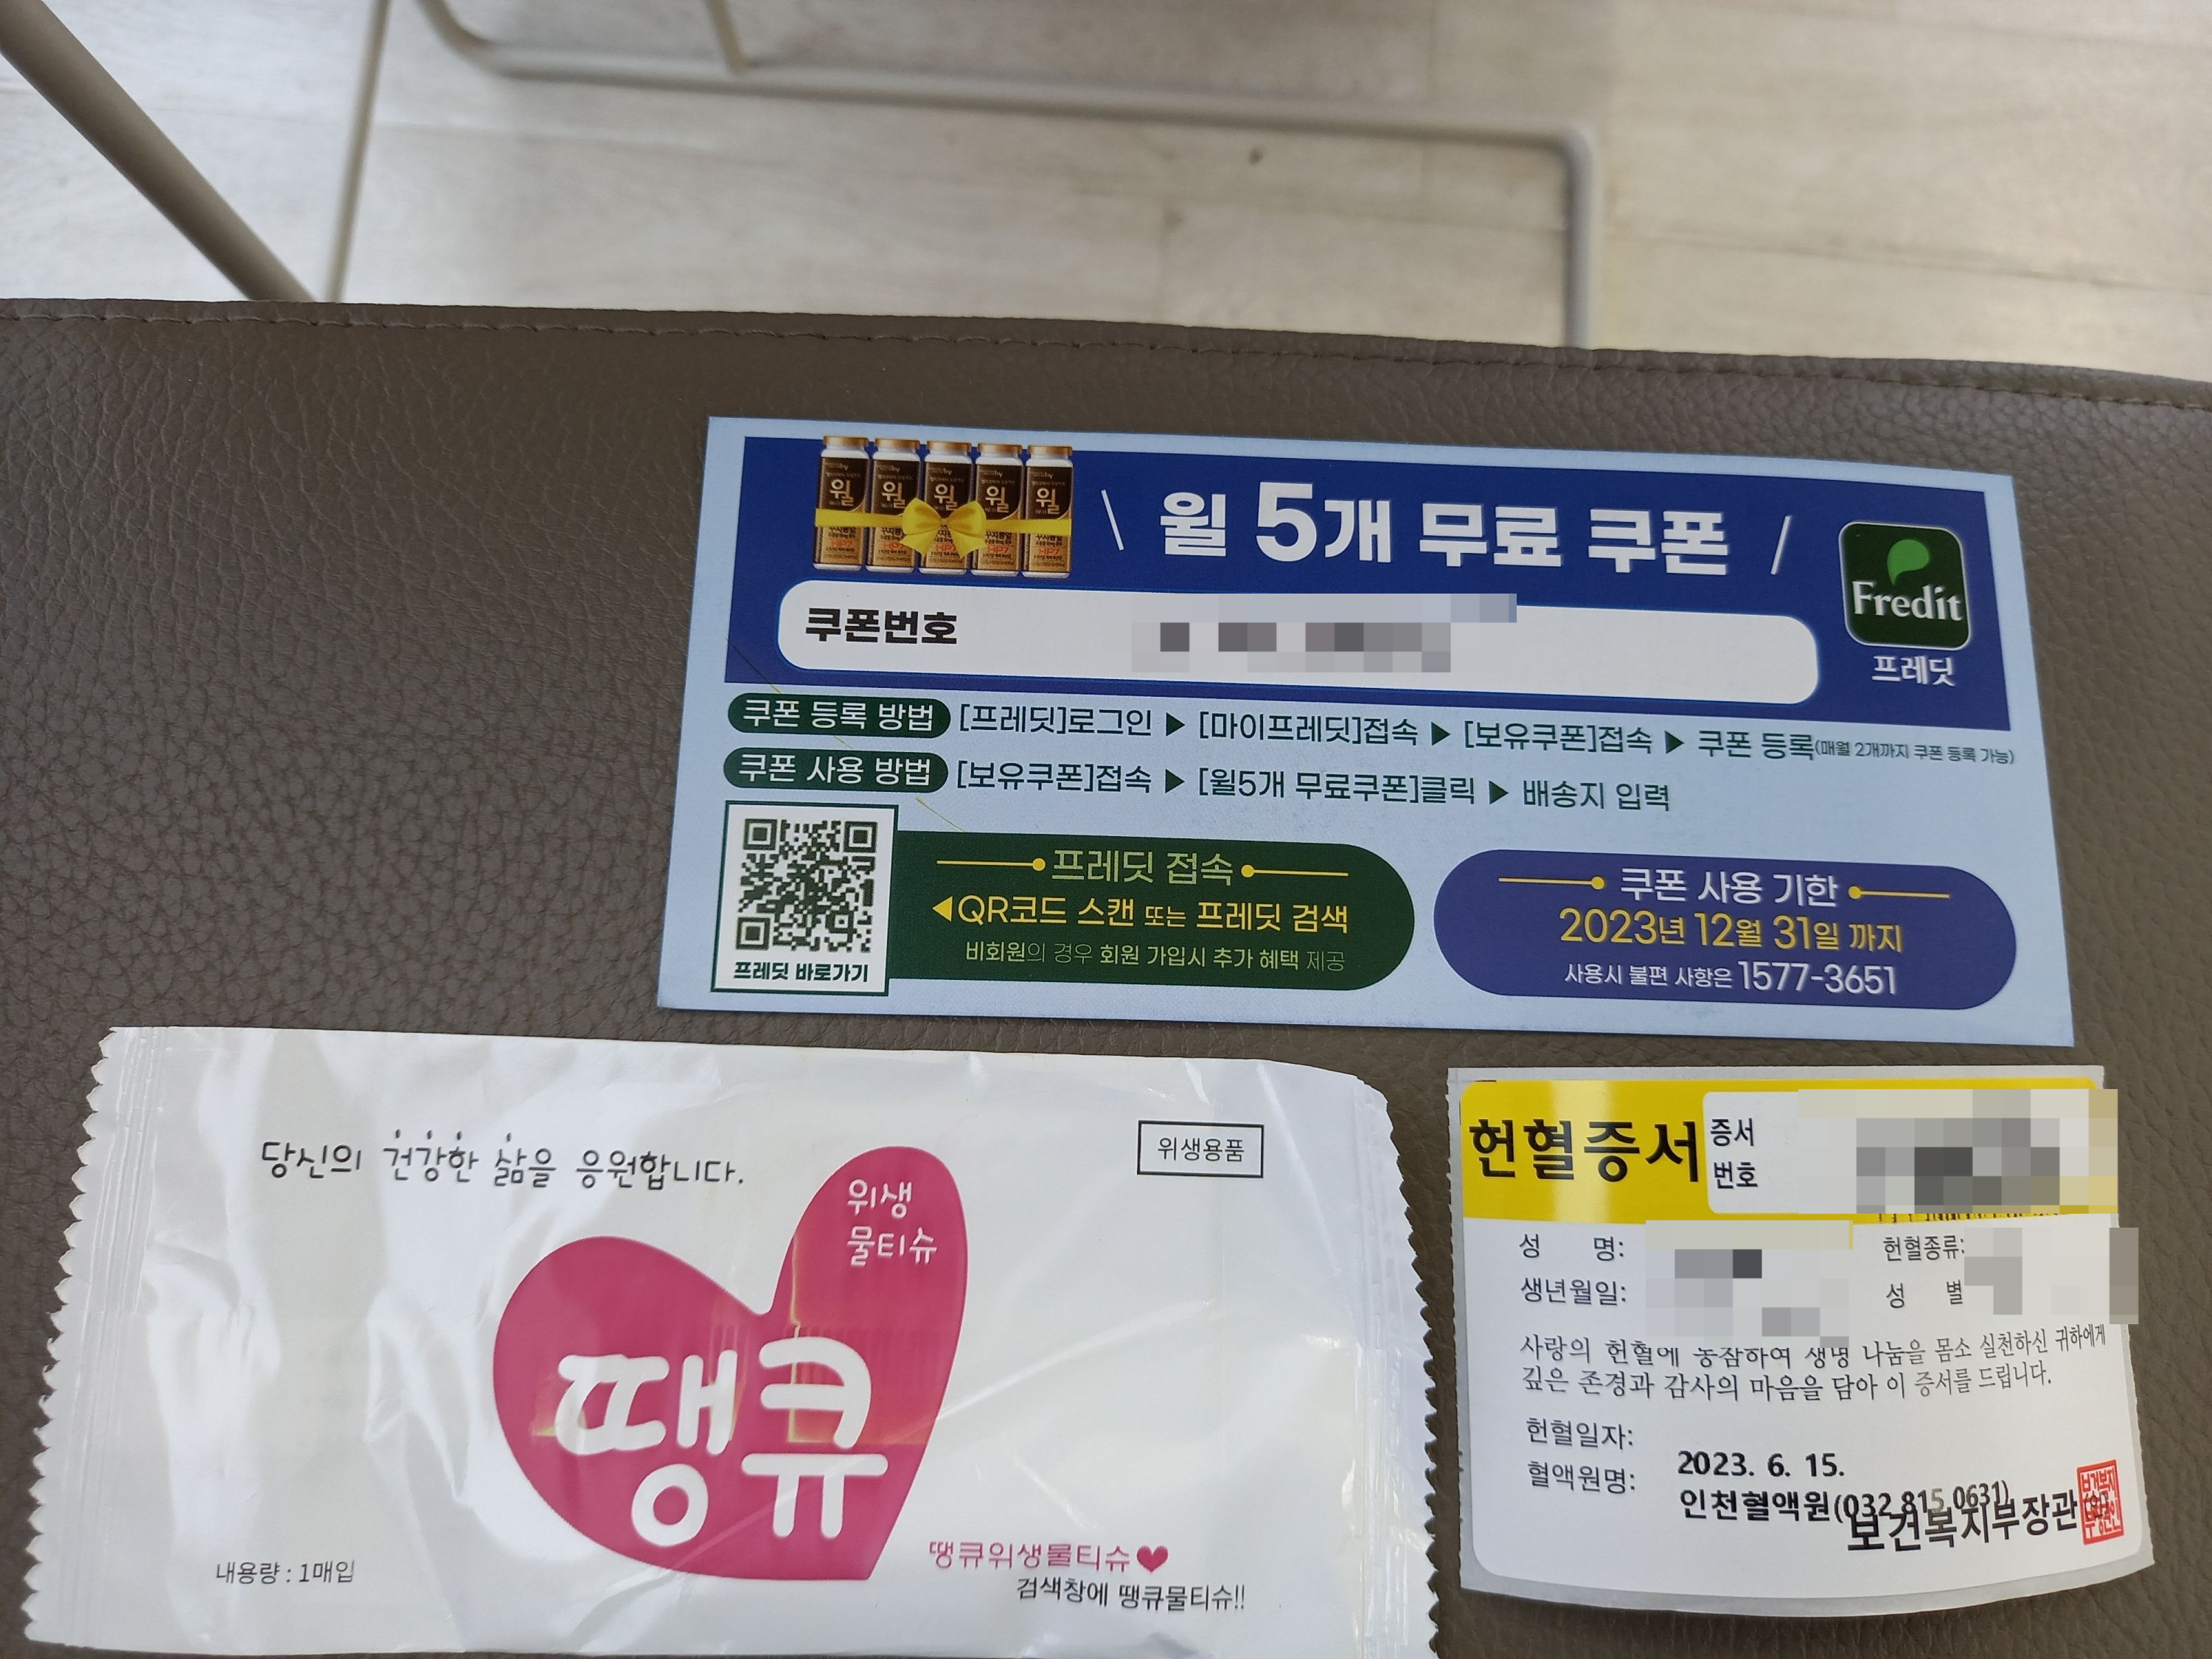 윌 5개 무료 쿠폰
Fredit
프레딧
쿠폰번호
쿠폰 등록 방법 [프레딧]로그인 ▶ [마이프레딧]접속 ▶ [보유쿠폰]접속 ▶ 쿠폰 등록(매월 2개까지 쿠폰 등록 가능)
쿠폰 사용 방법 [보유쿠폰]접속 ▶ [윌5개 무료쿠폰]클릭 ▶ 배송지 입력
프레딧 바로가기
프레딧 접속
◀QR코드 스캔 또는 프레딧 검색
비회원의 경우 회원 가입시 추가 혜택 제공
쿠폰 사용 기한
2023년 12월 31일 까지
사용시 불편 사항은 1577-3651
윌 윌 윌 윌 윌
당신의 건강한 삶을 응원합니다.
위생용품
위생
물티슈
땡큐
땡큐위생물티슈♥
검색창에 땡큐물티슈!!
내용량 : 1매입
헌혈증서
증서
번호
성 명:
헌혈종류:
생년월일:
성 별
사랑의 헌혈에 동참하여 생명 나눔을 몸소 실천하신 귀하에게
깊은 존경과 감사의 마음을 담아 이 증서를 드립니다.
헌혈일자:
2023. 6. 15.
혈액원명:
인천혈액원(032 815 0631)
보건복지부장관